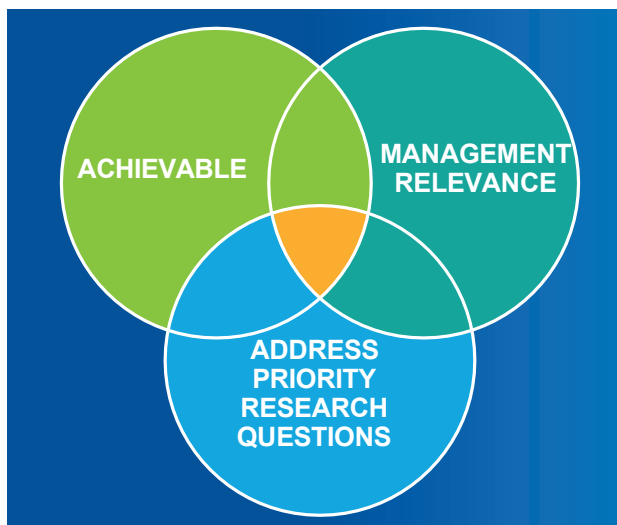 ACHIEVABLE
MANAGEMENT
RELEVANCE
ADDRESS
PRIORITY
RESEARCH
QUESTIONS